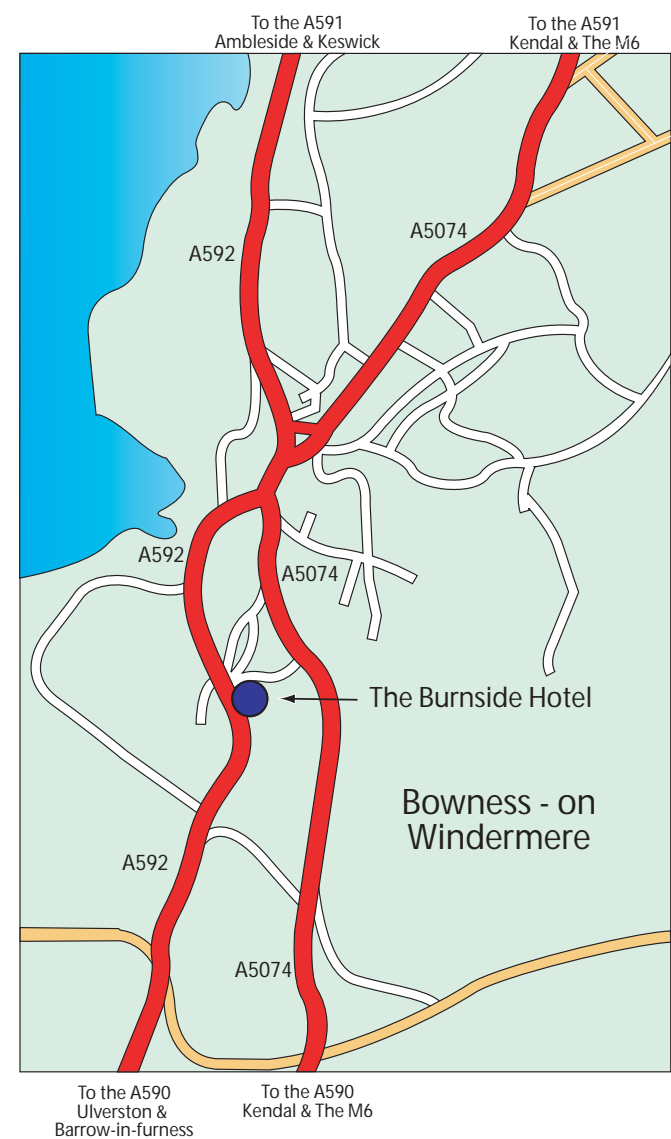 To the A591
Ambleside & Keswick
To the A591
Kendal & The M6
A5074
A592
A592
A5074
The Burnside Hotel
Bowness - on
Windermere
A592
A5074
To the A590
Ulverston &
Barrow-in-furness
To the A590
Kendal & The M6